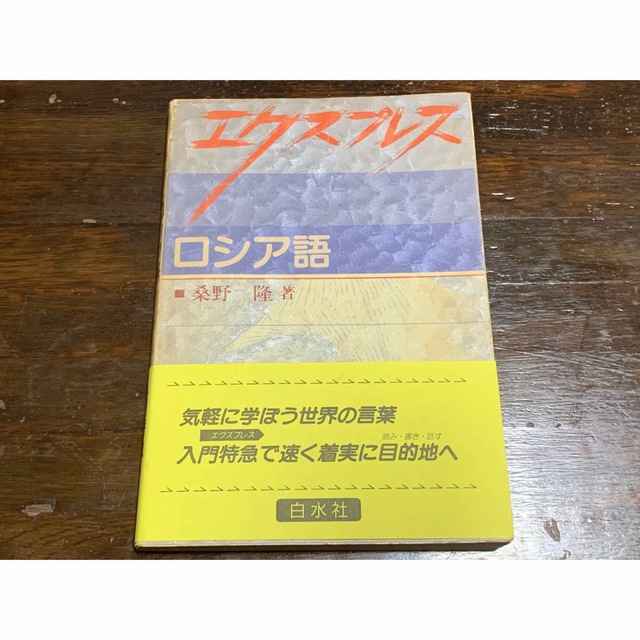 エクスプレス
ロシア語
■桑野 隆 著
気軽に学ぼう世界の言葉
エクスプレス 読み・書き・話す
入門特急で速く着実に目的地へ
白水社